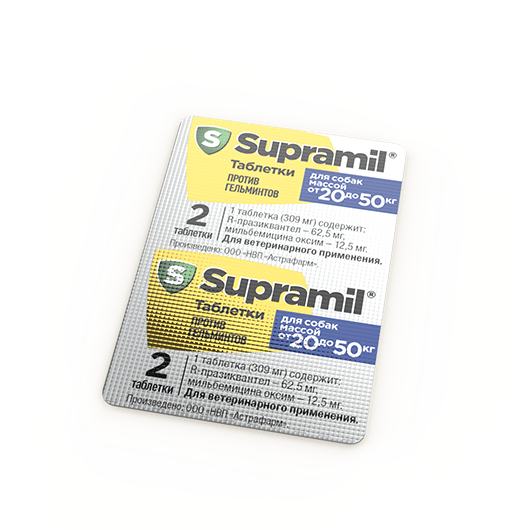 S Supramil®
Таблетки
ПРОТИВ
ГЕЛЬМИНТОВ
для собак
массой
от 20 до 50 кг
2
таблетки
1 таблетка (309 мг) содержит:
R-празиквантел – 62,5 мг,
мильбемицина оксим – 12,5 мг.
Для ветеринарного применения.
Произведено: ООО «НВП «Астрафарм».
S Supramil®
Таблетки
ПРОТИВ
ГЕЛЬМИНТОВ
для собак
массой
от 20 до 50 кг
2
таблетки
1 таблетка (309 мг) содержит:
R-празиквантел – 62,5 мг,
мильбемицина оксим – 12,5 мг.
Для ветеринарного применения.
Произведено: ООО «НВП «Астрафарм».